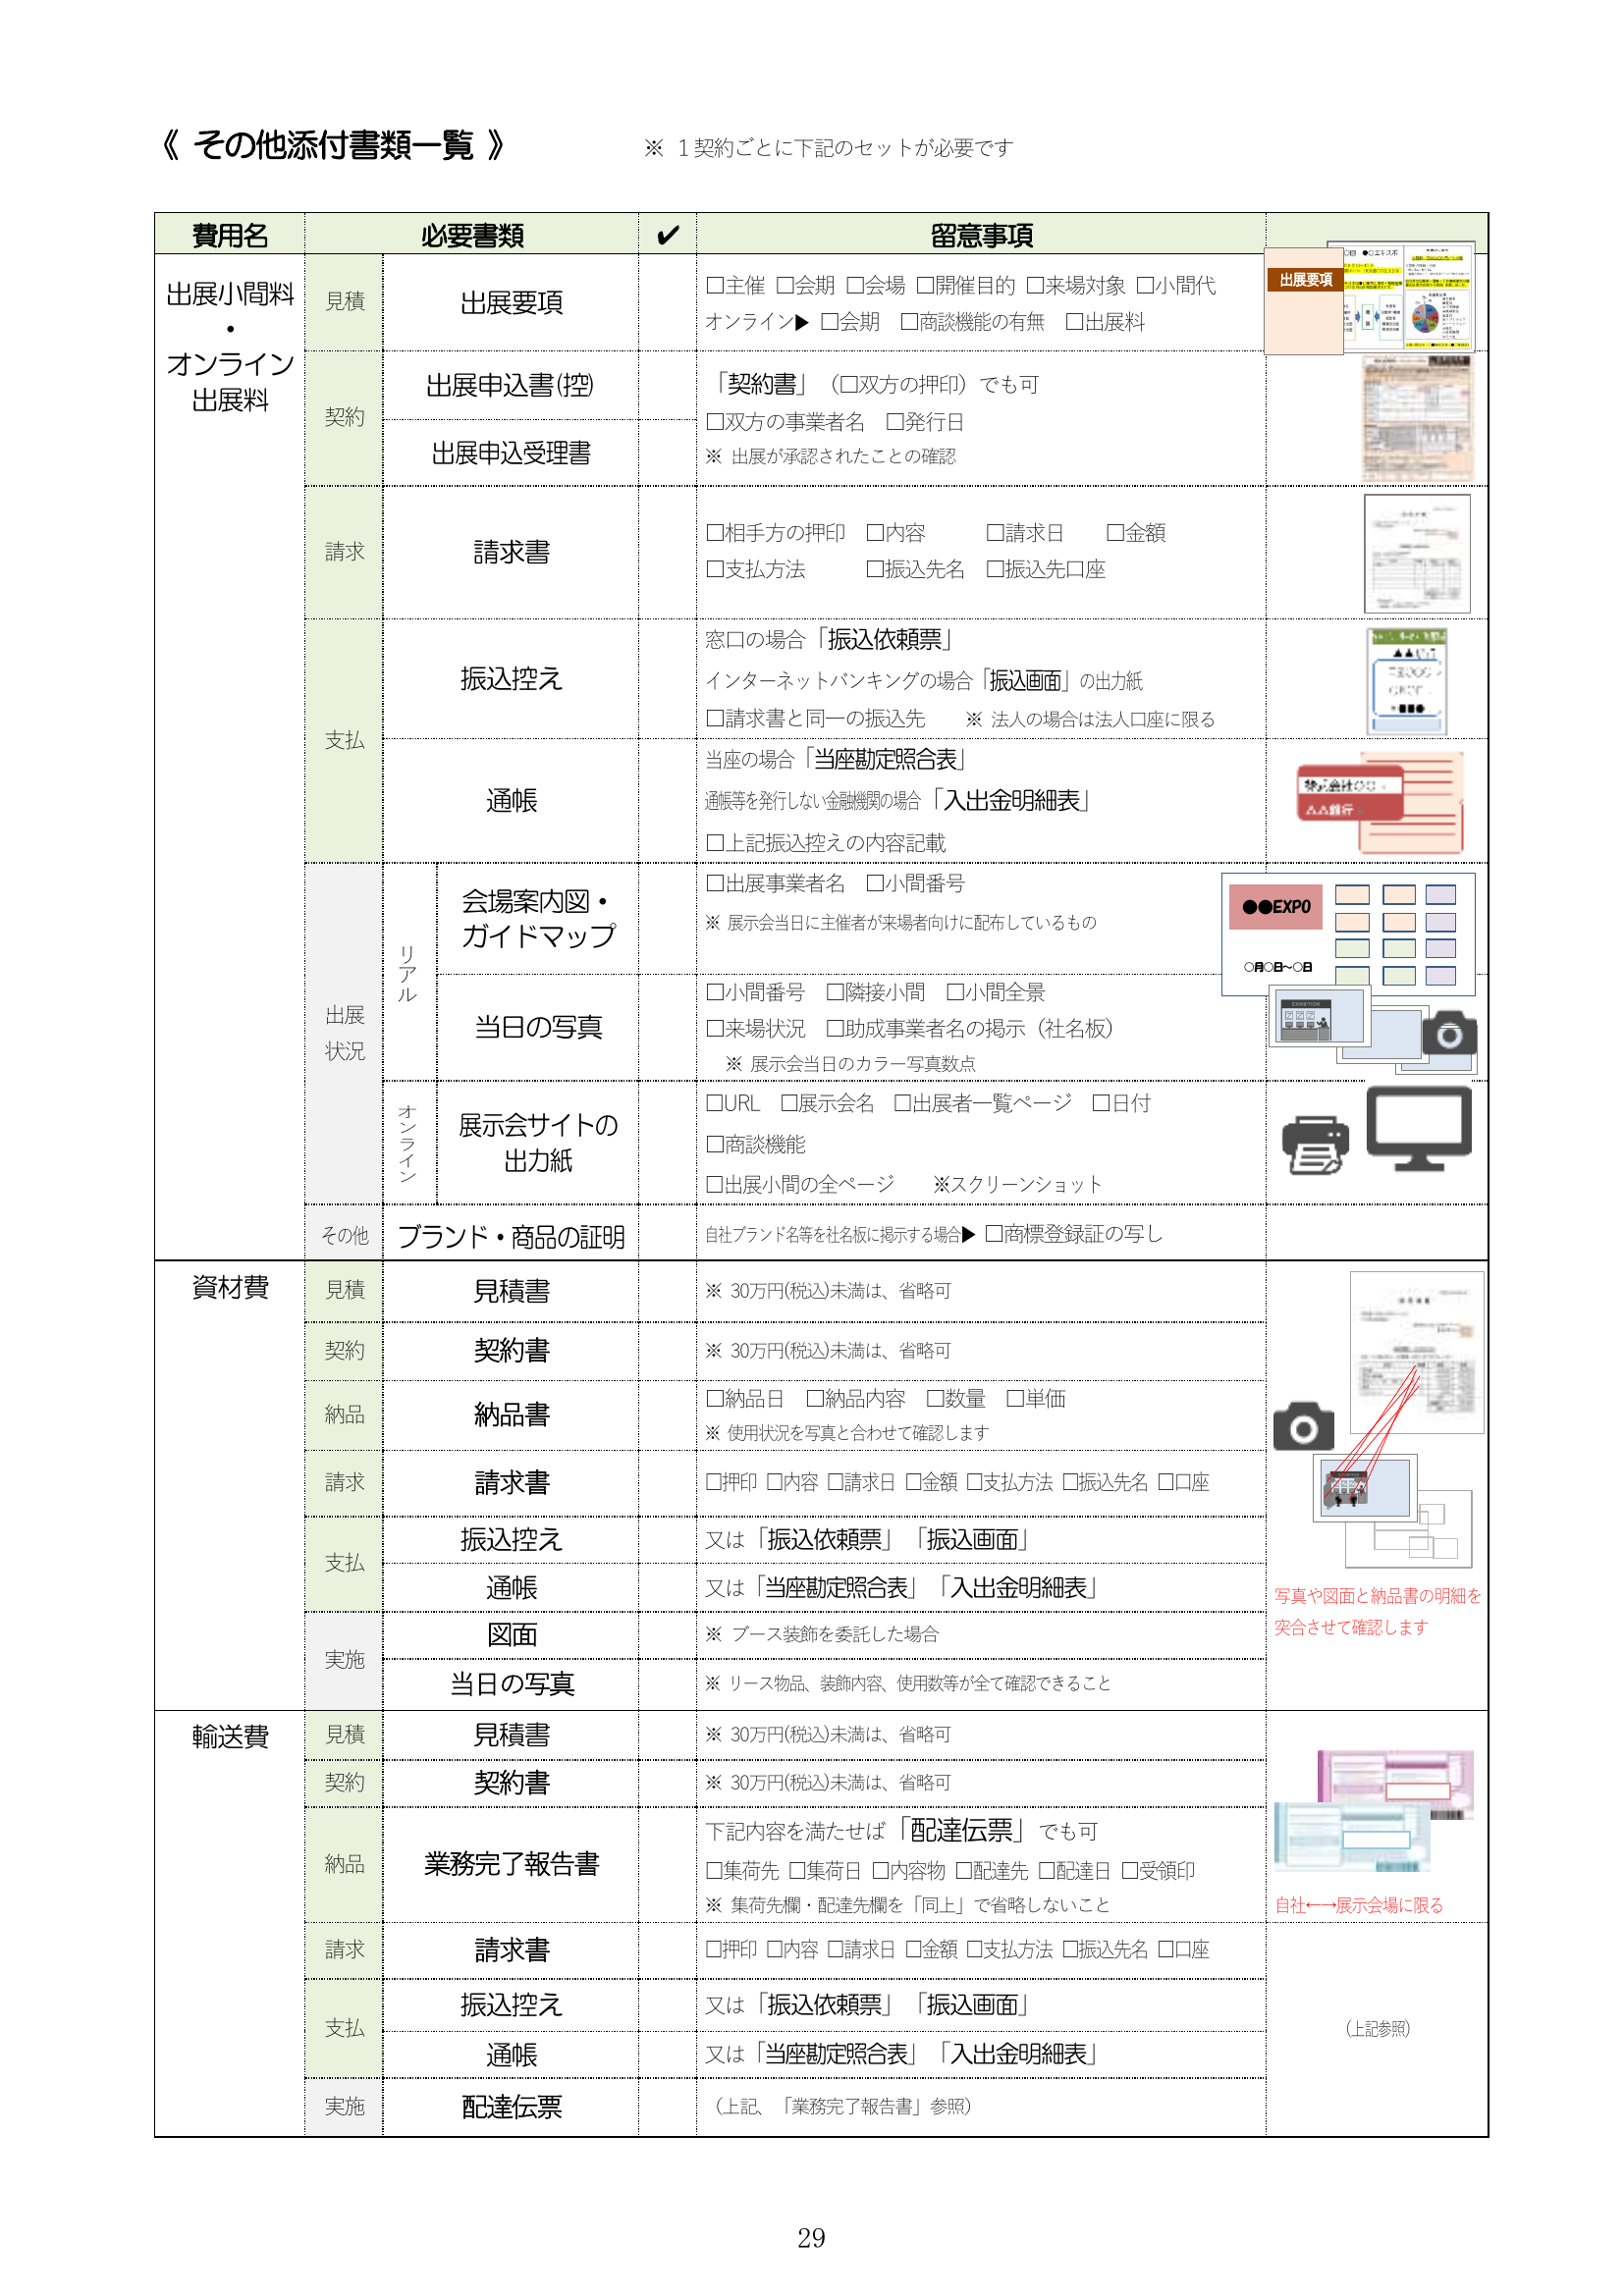 《 その他添付書類一覧 》　※ 1契約ごとに下記のセットが必要です
費用名　必要書類　✔　留意事項
出展小間料
・
オンライン
出展料
見積　出展要項
□主催 □会期 □会場 □開催目的 □来場対象 □小間代
オンライン▶ □会期 □商談機能の有無 □出展料
出展要項
契約
出展申込書(控)
出展申込受理書
「契約書」（□双方の押印）でも可
□双方の事業者名 □発行日
※ 出展が承認されたことの確認
請求　請求書
□相手方の押印 □内容 □請求日 □金額
□支払方法 □振込先名 □振込先口座
支払
振込控え
窓口の場合「振込依頼票」
インターネットバンキングの場合「振込画面」の出力紙
□請求書と同一の振込先 ※ 法人の場合は法人口座に限る
通帳
当座の場合「当座勘定照合表」
通帳等を発行しない金融機関の場合「入出金明細表」
□上記振込控えの内容記載
株式会社○○
△△銀行
出展
状況
リアル
会場案内図・
ガイドマップ
□出展事業者名 □小間番号
※ 展示会当日に主催者が来場者向けに配布しているもの
●●EXPO
○月○日～○日
当日の写真
□小間番号 □隣接小間 □小間全景
□来場状況 □助成事業者名の掲示（社名板）
※ 展示会当日のカラー写真数点
EXHIBITION
オンライン
展示会サイトの
出力紙
□URL □展示会名 □出展者一覧ページ □日付
□商談機能
□出展小間の全ページ ※スクリーンショット
その他　ブランド・商品の証明　自社ブランド名等を社名板に掲示する場合▶ □商標登録証の写し
資材費
見積　見積書　※ 30万円(税込)未満は、省略可
契約　契約書　※ 30万円(税込)未満は、省略可
納品　納品書
□納品日 □納品内容 □数量 □単価
※ 使用状況を写真と合わせて確認します
請求　請求書　□押印 □内容 □請求日 □金額 □支払方法 □振込先名 □口座
支払
振込控え　又は「振込依頼票」「振込画面」
通帳　又は「当座勘定照合表」「入出金明細表」
実施
図面　※ ブース装飾を委託した場合
当日の写真　※ リース物品、装飾内容、使用数等が全て確認できること
写真や図面と納品書の明細を
突合させて確認します
輸送費
見積　見積書　※ 30万円(税込)未満は、省略可
契約　契約書　※ 30万円(税込)未満は、省略可
納品　業務完了報告書
下記内容を満たせば「配達伝票」でも可
□集荷先 □集荷日 □内容物 □配達先 □配達日 □受領印
※ 集荷先欄・配達先欄を「同上」で省略しないこと
自社←→展示会場に限る
請求　請求書　□押印 □内容 □請求日 □金額 □支払方法 □振込先名 □口座
支払
振込控え　又は「振込依頼票」「振込画面」
通帳　又は「当座勘定照合表」「入出金明細表」
（上記参照）
実施　配達伝票　（上記、「業務完了報告書」参照）
29